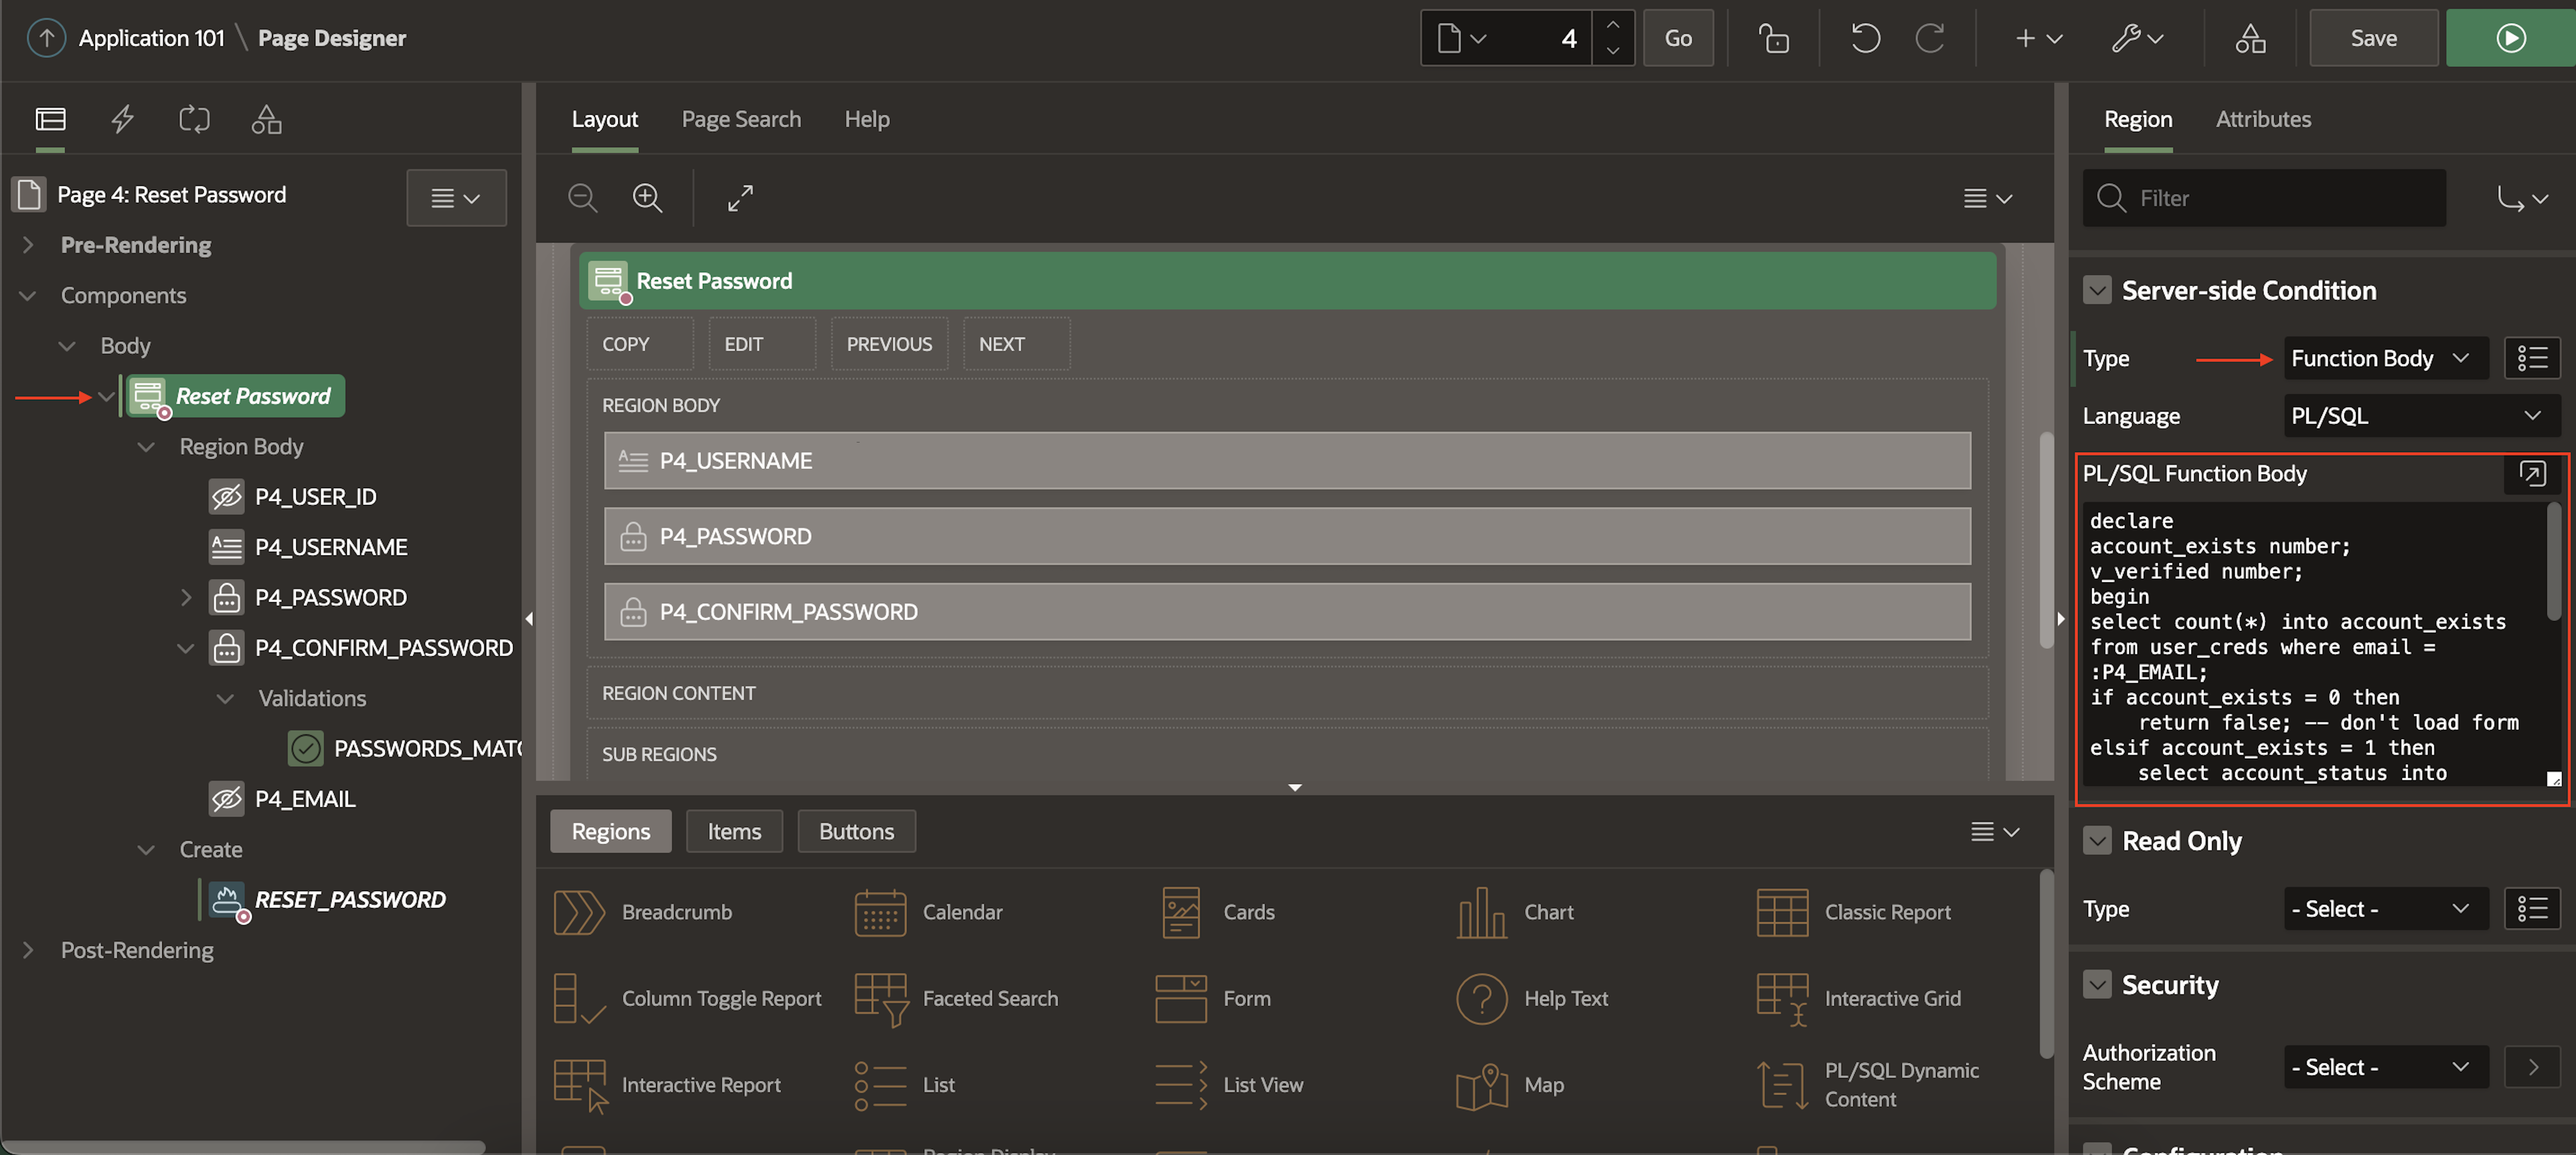 Application 101 \ Page Designer
4
Go
Save
Layout
Page Search
Help
Region
Attributes
Page 4: Reset Password
Pre-Rendering
Components
Body
Reset Password
Region Body
P4_USER_ID
P4_USERNAME
P4_PASSWORD
P4_CONFIRM_PASSWORD
Validations
PASSWORDS_MATC
P4_EMAIL
Create
RESET_PASSWORD
Post-Rendering
Reset Password
COPY
EDIT
PREVIOUS
NEXT
REGION BODY
P4_USERNAME
P4_PASSWORD
P4_CONFIRM_PASSWORD
REGION CONTENT
SUB REGIONS
Regions
Items
Buttons
Breadcrumb
Calendar
Cards
Chart
Classic Report
Column Toggle Report
Faceted Search
Form
Help Text
Interactive Grid
Interactive Report
List
List View
Map
PL/SQL Dynamic
Content
Region Display
Filter
Server-side Condition
Type
Function Body
Language
PL/SQL
PL/SQL Function Body
declare
account_exists number;
v_verified number;
begin
select count(*) into account_exists
from user_creds where email =
:P4_EMAIL;
if account_exists = 0 then
return false; -- don't load form
elsif account_exists = 1 then
select account_status into
Read Only
Type
- Select -
Security
Authorization
Scheme
- Select -
Configuration